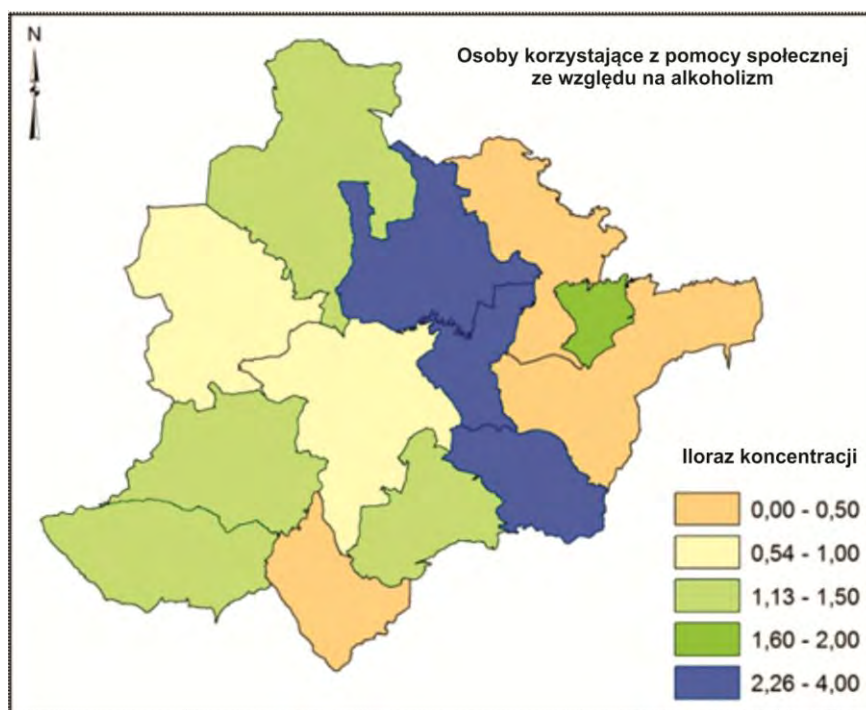 N
Osoby korzystające z pomocy społecznej
ze względu na alkoholizm
Iloraz koncentracji
0,00 - 0,50
0,54 - 1,00
1,13 - 1,50
1,60 - 2,00
2,26 - 4,00